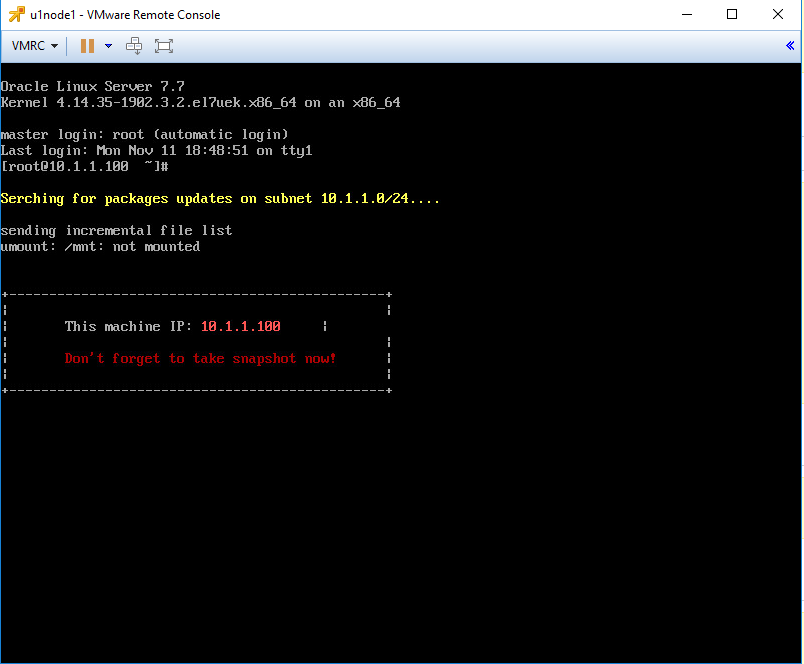 u1node1 - VMware Remote Console
VMRC
Oracle Linux Server 7.7
Kernel 4.14.35-1902.3.2.el7uek.x86_64 on an x86_64
master login: root (automatic login)
Last login: Mon Nov 11 18:48:51 on tty1
[root@10.1.1.100  ~]#
Serching for packages updates on subnet 10.1.1.0/24....
sending incremental file list
umount: /mnt: not mounted
+-----------------------------------------------+
¦                                               ¦
¦       This machine IP: 10.1.1.100     ¦
¦                                               ¦
¦       Don't forget to take snapshot now!      ¦
¦                                               ¦
+-----------------------------------------------+